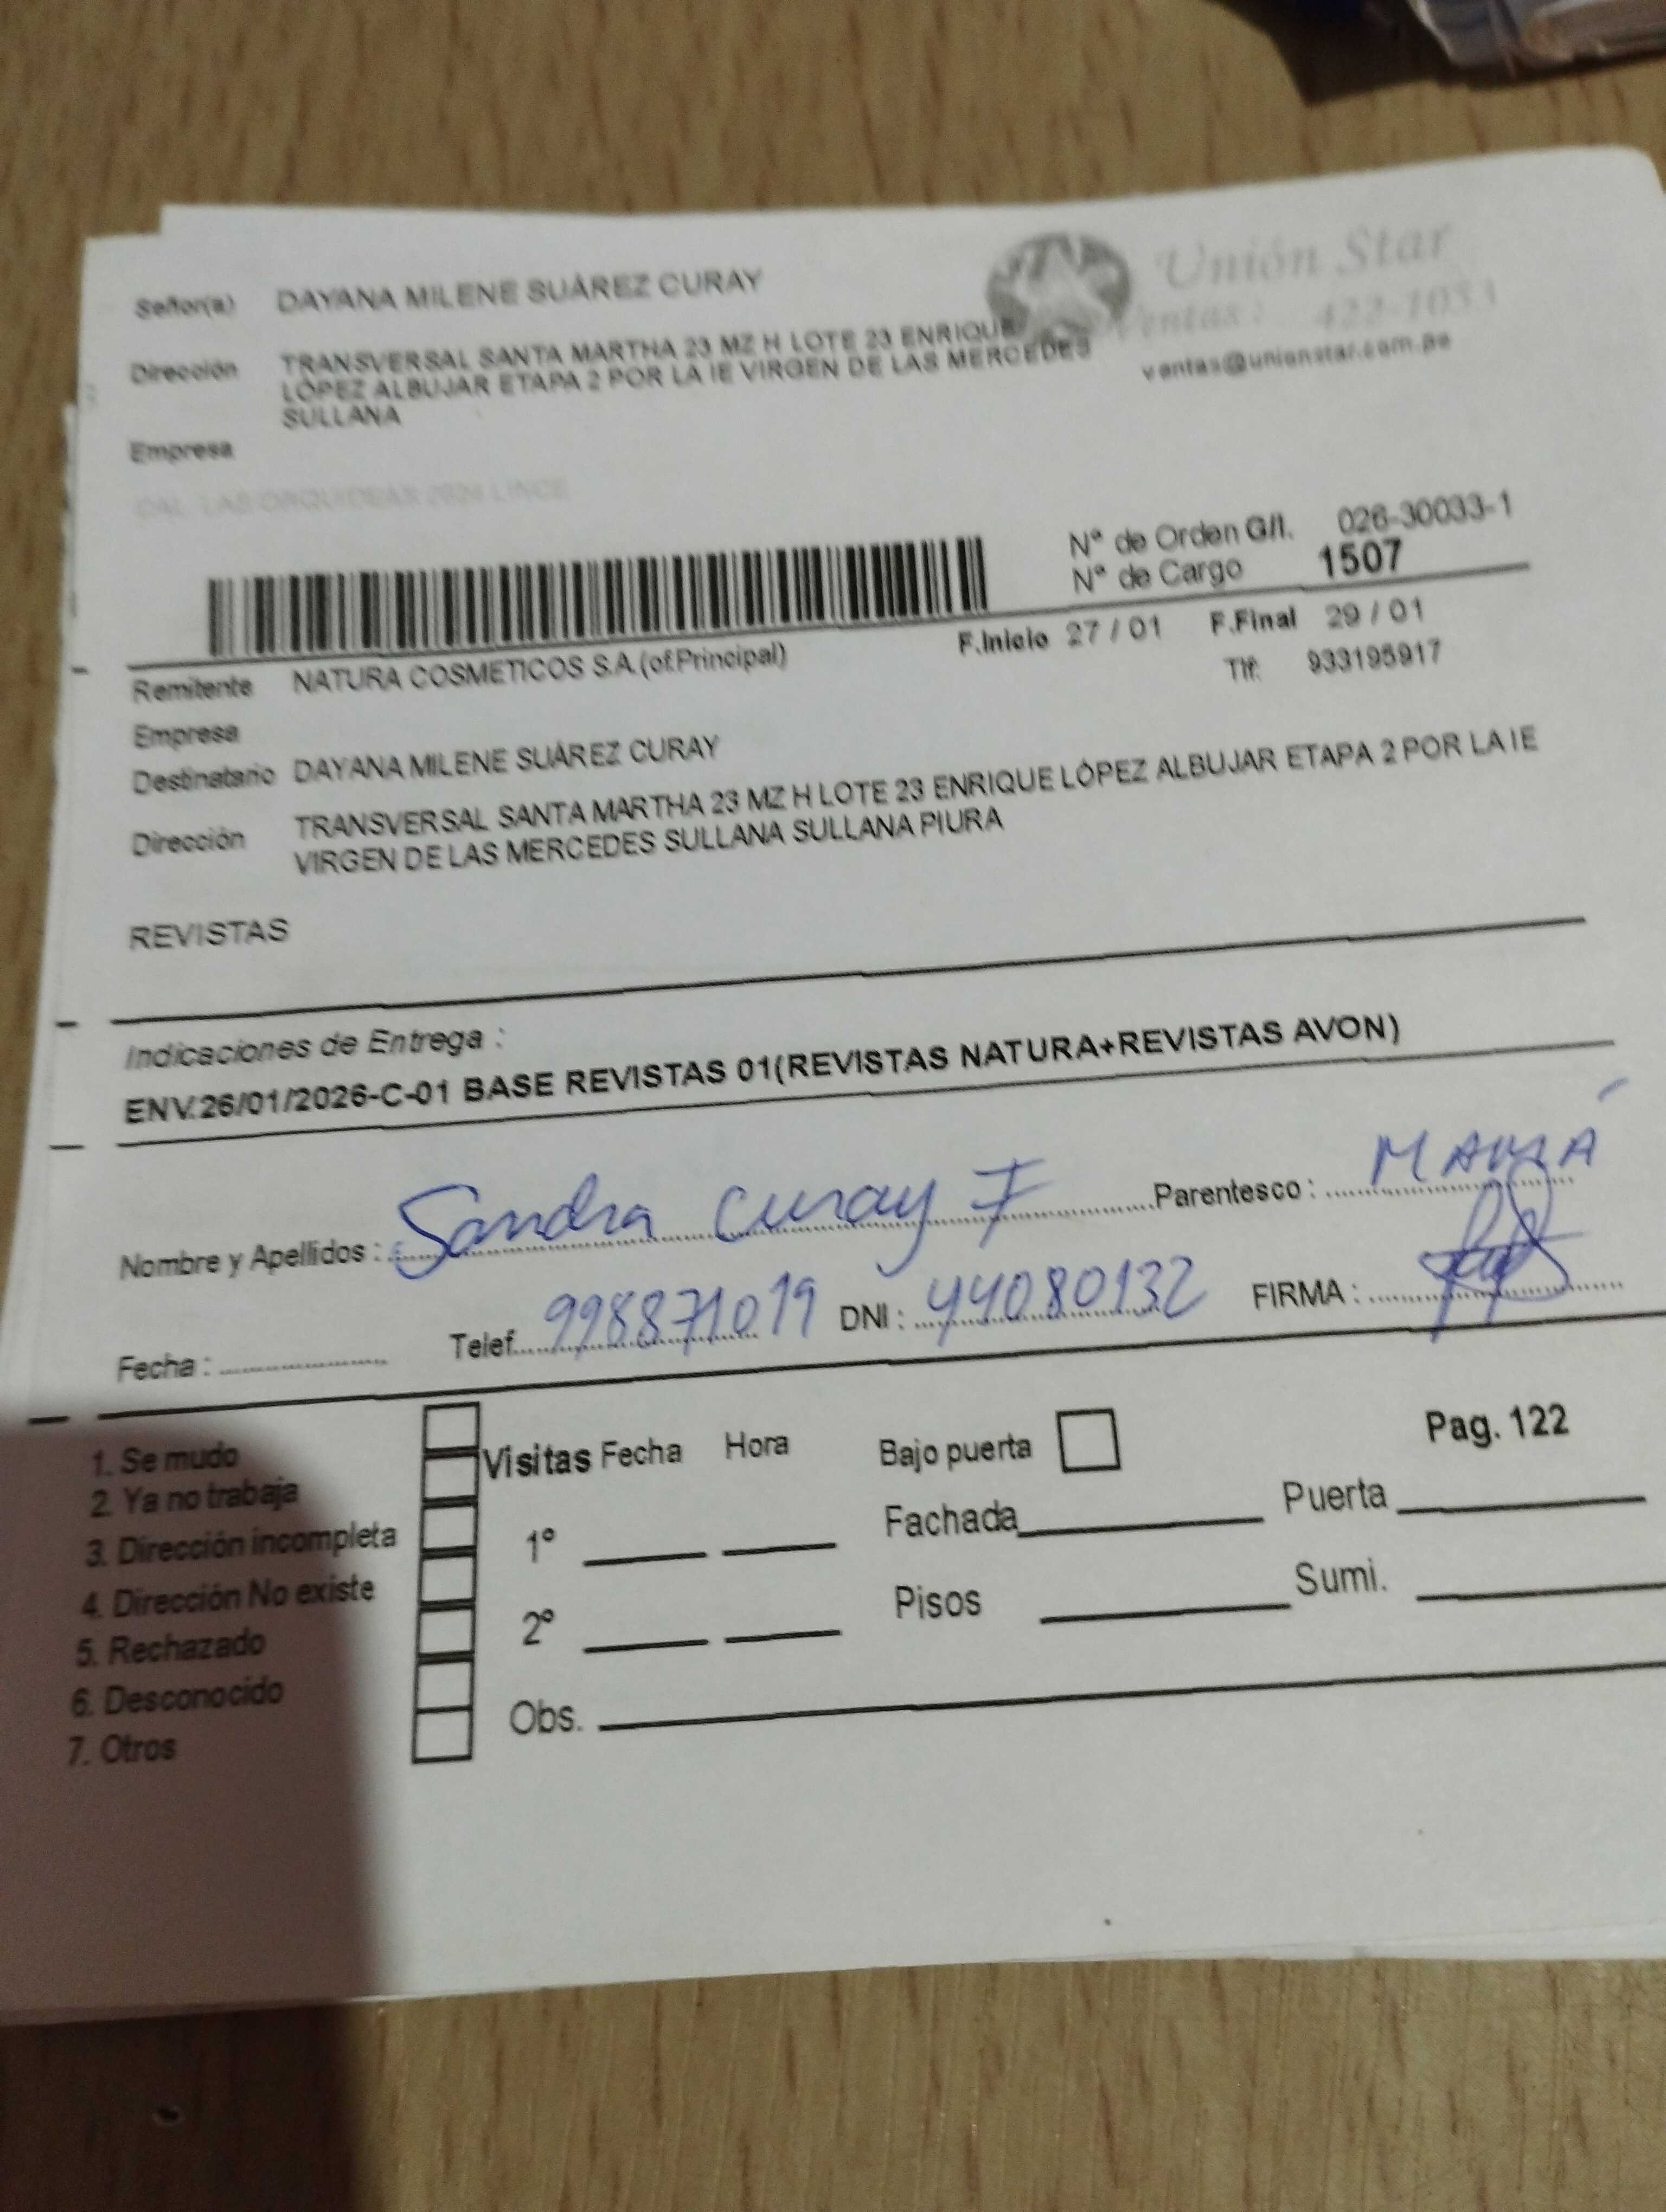 Señor(a) DAYANA MILENE SUÁREZ CURAY
Unión Star
Ventas: 422-1033
ventas@unionstar.com.pe
Dirección TRANSVERSAL SANTA MARTHA 23 MZ H LOTE 23 ENRIQUE
LÓPEZ ALBUJAR ETAPA 2 POR LA IE VIRGEN DE LAS MERCEDES
SULLANA
Empresa
CAL. LAS ORQUIDEAS LINCE
N° de Orden G/I. 026-30033-1
N° de Cargo 1507
F.Inicio 27 / 01 F.Final 29 / 01
Remitente NATURA COSMETICOS S.A.(of.Principal)
Tlf: 933195917
Empresa
Destinatario DAYANA MILENE SUÁREZ CURAY
Dirección TRANSVERSAL SANTA MARTHA 23 MZ H LOTE 23 ENRIQUE LÓPEZ ALBUJAR ETAPA 2 POR LA IE
VIRGEN DE LAS MERCEDES SULLANA SULLANA PIURA
REVISTAS
Indicaciones de Entrega :
ENV.26/01/2026-C-01 BASE REVISTAS 01(REVISTAS NATURA+REVISTAS AVON)
Nombre y Apellidos : Sandra Curay F Parentesco : MAMÁ
Fecha : Telef. 998871019 DNI : 44080132 FIRMA :
1. Se mudo
2. Ya no trabaja
3. Dirección incompleta
4. Dirección No existe
5. Rechazado
6. Desconocido
7. Otros
Visitas Fecha Hora
1º
2º
Obs.
Bajo puerta
Pag. 122
Fachada Puerta
Pisos Sumi.